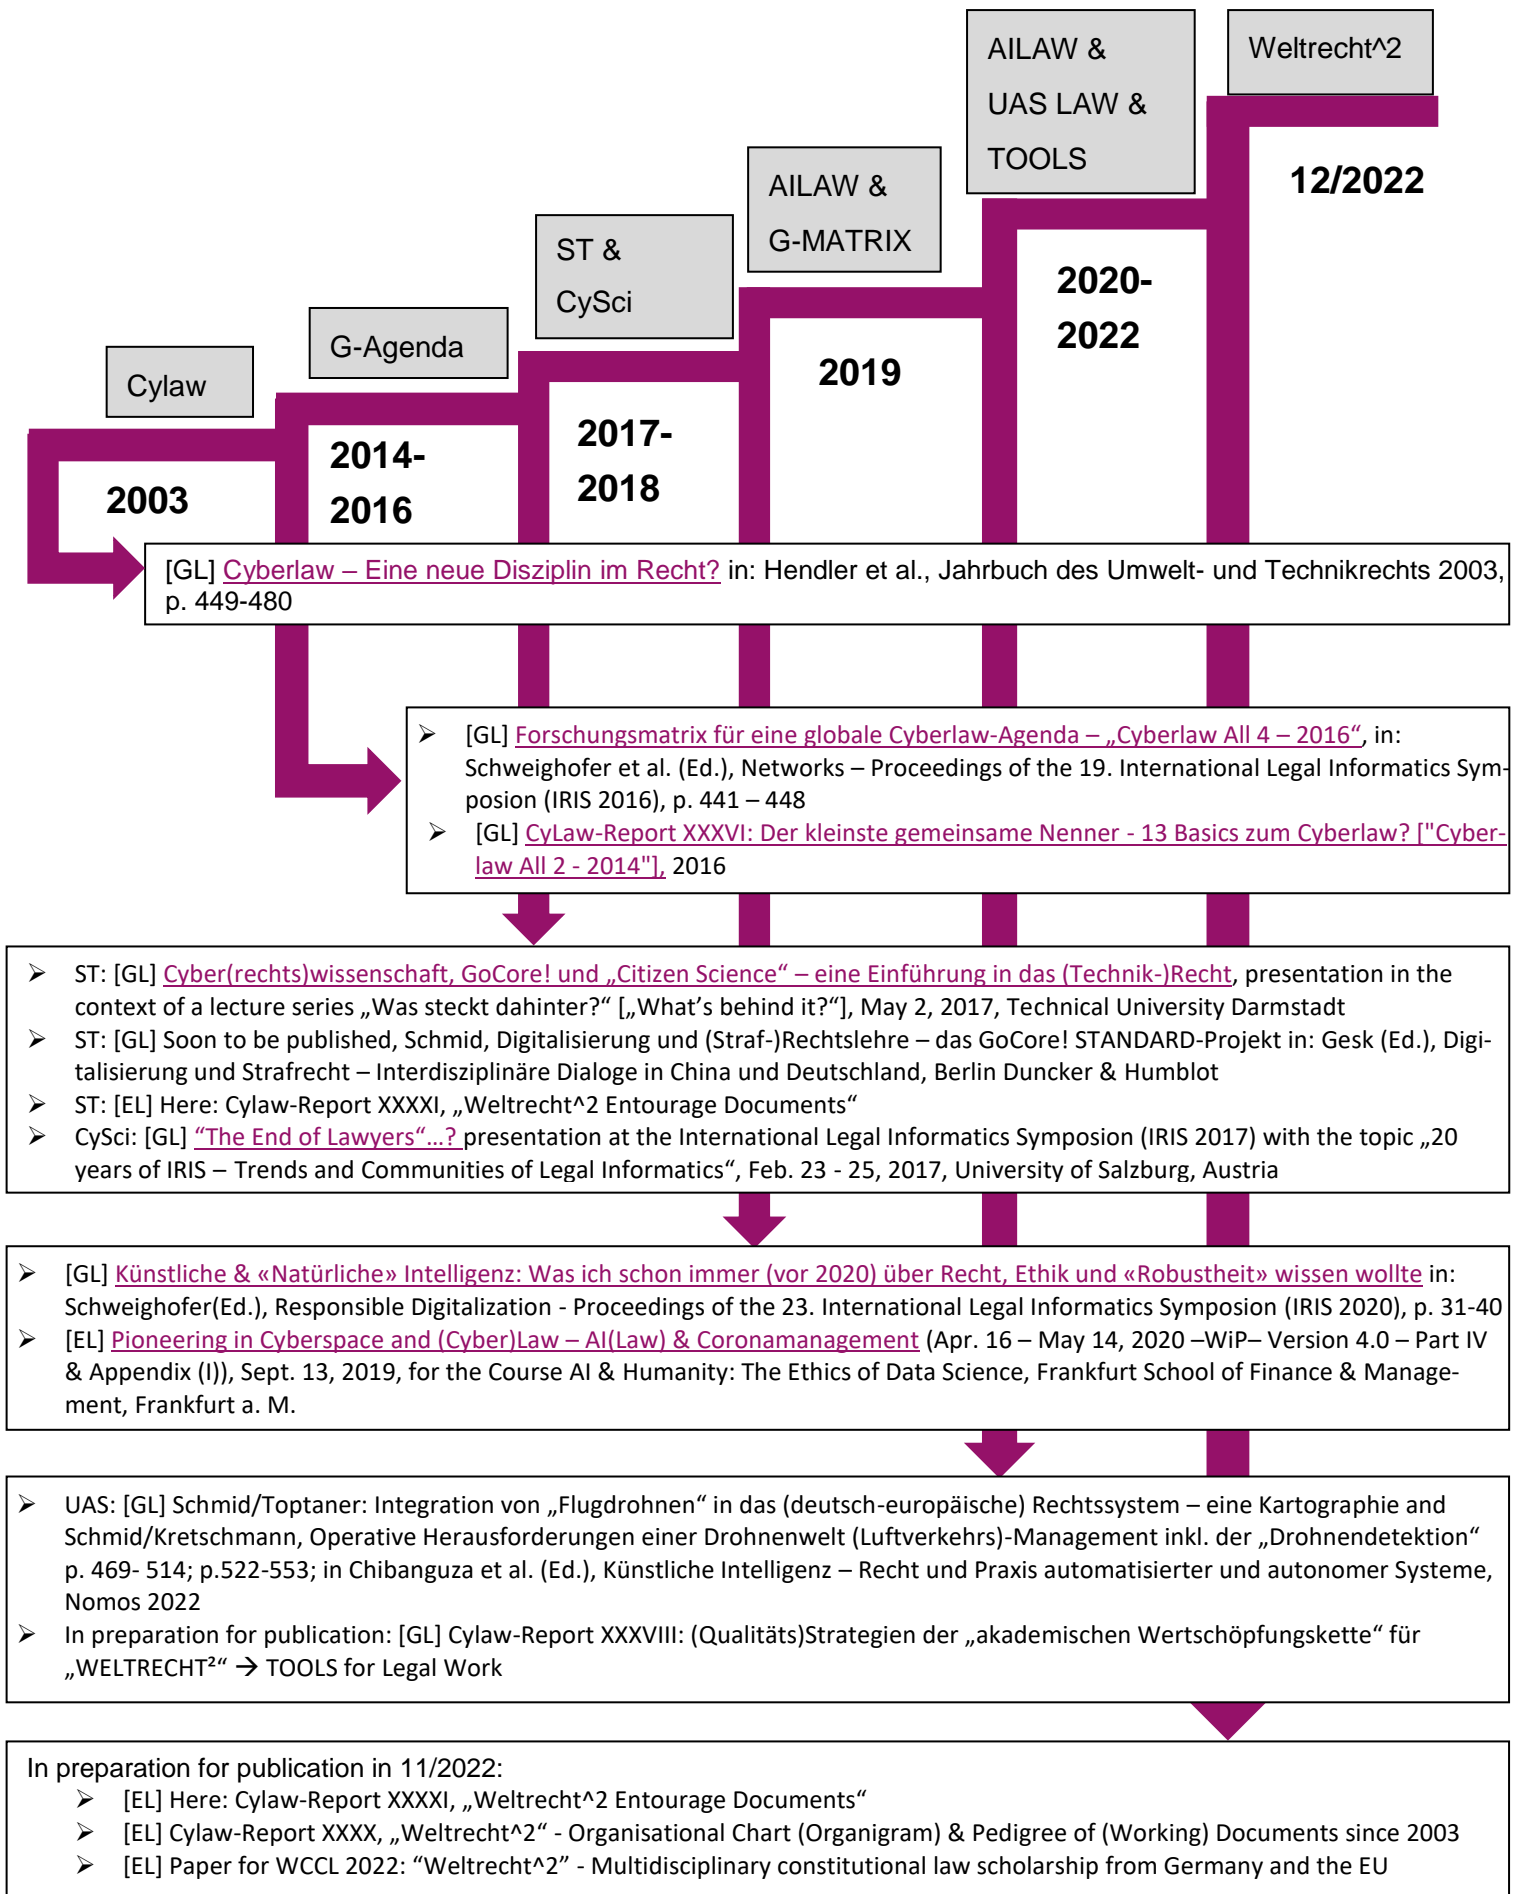 Cylaw
2003
G-Agenda
2014-
2016
ST &
CySci
2017-
2018
AILAW &
G-MATRIX
2019
AILAW &
UAS LAW &
TOOLS
2020-
2022
Weltrecht^2
12/2022
[GL] Cyberlaw – Eine neue Disziplin im Recht? in: Hendler et al., Jahrbuch des Umwelt- und Technikrechts 2003,
p. 449-480
➢ [GL] Forschungsmatrix für eine globale Cyberlaw-Agenda – „Cyberlaw All 4 – 2016“, in:
Schweighofer et al. (Ed.), Networks – Proceedings of the 19. International Legal Informatics Sym-
posion (IRIS 2016), p. 441 – 448
➢ [GL] CyLaw-Report XXXVI: Der kleinste gemeinsame Nenner - 13 Basics zum Cyberlaw? ["Cyber-
law All 2 - 2014"], 2016
➢ ST: [GL] Cyber(rechts)wissenschaft, GoCore! und „Citizen Science“ – eine Einführung in das (Technik-)Recht, presentation in the
context of a lecture series „Was steckt dahinter?“ [„What’s behind it?“], May 2, 2017, Technical University Darmstadt
➢ ST: [GL] Soon to be published, Schmid, Digitalisierung und (Straf-)Rechtslehre – das GoCore! STANDARD-Projekt in: Gesk (Ed.), Digi-
talisierung und Strafrecht – Interdisziplinäre Dialoge in China und Deutschland, Berlin Duncker & Humblot
➢ ST: [EL] Here: Cylaw-Report XXXXI, „Weltrecht^2 Entourage Documents“
➢ CySci: [GL] “The End of Lawyers“…? presentation at the International Legal Informatics Symposion (IRIS 2017) with the topic „20
years of IRIS – Trends and Communities of Legal Informatics“, Feb. 23 - 25, 2017, University of Salzburg, Austria
➢ [GL] Künstliche & «Natürliche» Intelligenz: Was ich schon immer (vor 2020) über Recht, Ethik und «Robustheit» wissen wollte in:
Schweighofer(Ed.), Responsible Digitalization - Proceedings of the 23. International Legal Informatics Symposion (IRIS 2020), p. 31-40
➢ [EL] Pioneering in Cyberspace and (Cyber)Law – AI(Law) & Coronamanagement (Apr. 16 – May 14, 2020 –WiP– Version 4.0 – Part IV
& Appendix (I)), Sept. 13, 2019, for the Course AI & Humanity: The Ethics of Data Science, Frankfurt School of Finance & Manage-
ment, Frankfurt a. M.
➢ UAS: [GL] Schmid/Toptaner: Integration von „Flugdrohnen“ in das (deutsch-europäische) Rechtssystem – eine Kartographie and
Schmid/Kretschmann, Operative Herausforderungen einer Drohnenwelt (Luftverkehrs)-Management inkl. der „Drohnendetektion“
p. 469- 514; p.522-553; in Chibanguza et al. (Ed.), Künstliche Intelligenz – Recht und Praxis automatisierter und autonomer Systeme,
Nomos 2022
➢ In preparation for publication: [GL] Cylaw-Report XXXVIII: (Qualitäts)Strategien der „akademischen Wertschöpfungskette“ für
„WELTRECHT²“ → TOOLS for Legal Work
In preparation for publication in 11/2022:
➢ [EL] Here: Cylaw-Report XXXXI, „Weltrecht^2 Entourage Documents“
➢ [EL] Cylaw-Report XXXX, „Weltrecht^2“ - Organisational Chart (Organigram) & Pedigree of (Working) Documents since 2003
➢ [EL] Paper for WCCL 2022: “Weltrecht^2” - Multidisciplinary constitutional law scholarship from Germany and the EU